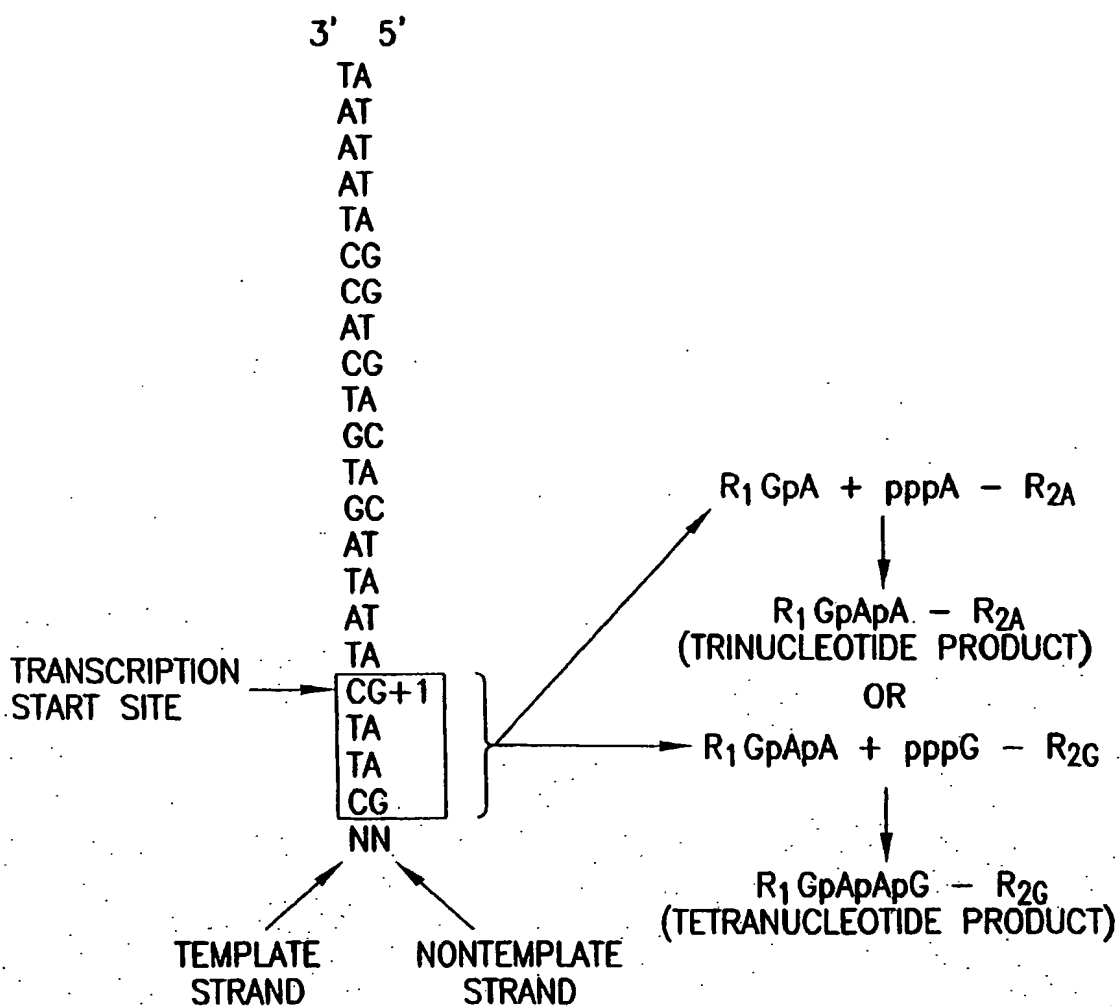 3' 5'
TA
AT
AT
AT
TA
CG
CG
AT
CG
TA
GC
TA
GC
AT
TA
AT
TA
CG+1
TA
TA
CG
NN
TRANSCRIPTION
START SITE
TEMPLATE
STRAND
NONTEMPLATE
STRAND
R1 GpA + pppA - R2A
R1 GpApA - R2A
(TRINUCLEOTIDE PRODUCT)
OR
R1 GpApA + pppG - R2G
R1 GpApApG - R2G
(TETRANUCLEOTIDE PRODUCT)